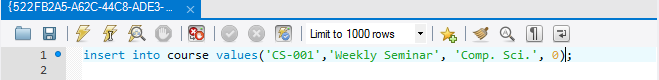 {522FB2A5-A62C-44C8-ADE3-...
Limit to 1000 rows
1 insert into course values('CS-001','Weekly Seminar', 'Comp. Sci.', 0);
2